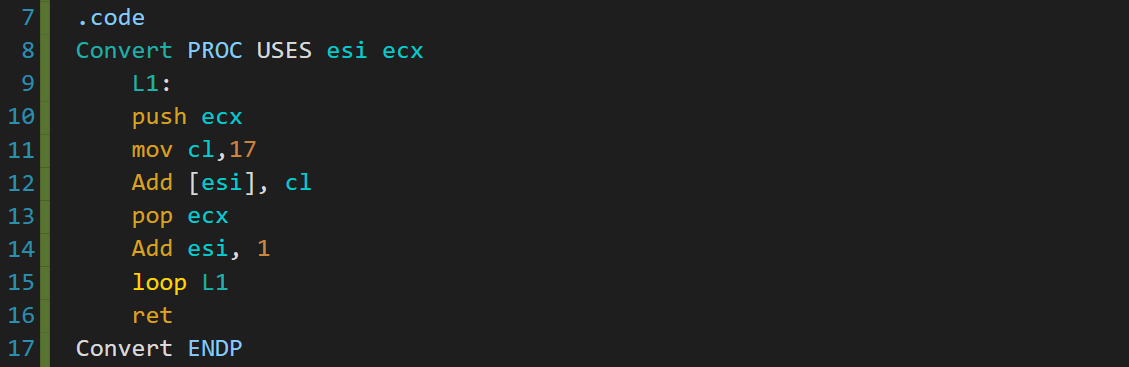 7 .code
8 Convert PROC USES esi ecx
9 L1:
10 push ecx
11 mov cl,17
12 Add [esi], cl
13 pop ecx
14 Add esi, 1
15 loop L1
16 ret
17 Convert ENDP